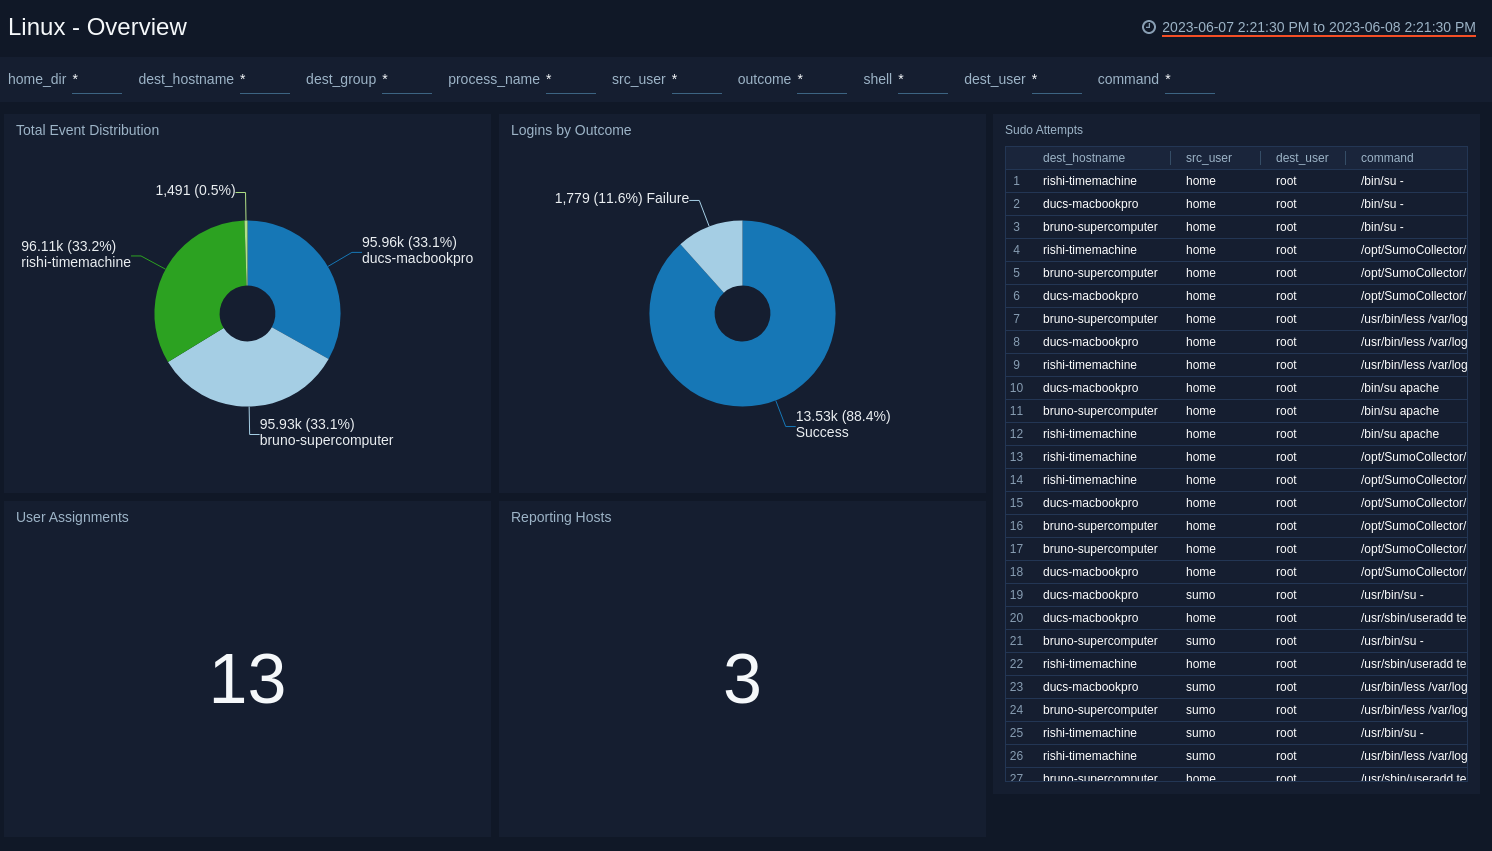 Linux - Overview
2023-06-07 2:21:30 PM to 2023-06-08 2:21:30 PM
home_dir * dest_hostname * dest_group * process_name * src_user * outcome * shell * dest_user * command *
Total Event Distribution
1,491 (0.5%)
96.11k (33.2%)
rishi-timemachine
95.96k (33.1%)
ducs-macbookpro
95.93k (33.1%)
bruno-supercomputer
Logins by Outcome
1,779 (11.6%) Failure
13.53k (88.4%)
Success
User Assignments
13
Reporting Hosts
3
Sudo Attempts
dest_hostname src_user dest_user command
1 rishi-timemachine home root /bin/su -
2 ducs-macbookpro home root /bin/su -
3 bruno-supercomputer home root /bin/su -
4 rishi-timemachine home root /opt/SumoCollector/
5 bruno-supercomputer home root /opt/SumoCollector/
6 ducs-macbookpro home root /opt/SumoCollector/
7 bruno-supercomputer home root /usr/bin/less /var/log
8 ducs-macbookpro home root /usr/bin/less /var/log
9 rishi-timemachine home root /usr/bin/less /var/log
10 ducs-macbookpro home root /bin/su apache
11 bruno-supercomputer home root /bin/su apache
12 rishi-timemachine home root /bin/su apache
13 rishi-timemachine home root /opt/SumoCollector/
14 rishi-timemachine home root /opt/SumoCollector/
15 ducs-macbookpro home root /opt/SumoCollector/
16 bruno-supercomputer home root /opt/SumoCollector/
17 bruno-supercomputer home root /opt/SumoCollector/
18 ducs-macbookpro home root /opt/SumoCollector/
19 ducs-macbookpro sumo root /usr/bin/su -
20 ducs-macbookpro home root /usr/sbin/useradd te
21 bruno-supercomputer sumo root /usr/bin/su -
22 rishi-timemachine home root /usr/sbin/useradd te
23 ducs-macbookpro sumo root /usr/bin/less /var/log
24 bruno-supercomputer sumo root /usr/bin/less /var/log
25 rishi-timemachine sumo root /usr/bin/su -
26 rishi-timemachine sumo root /usr/bin/less /var/log
27 bruno-supercomputer home root /usr/sbin/useradd te